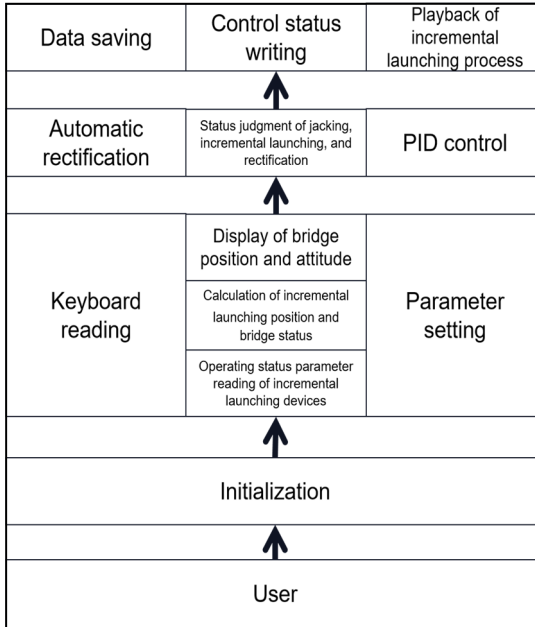 Data saving
Control status
writing
Playback of
incremental
launching process
Automatic
rectification
Status judgment of jacking,
incremental launching, and
rectification
PID control
Keyboard
reading
Display of bridge
position and attitude
Calculation of incremental
launching position and
bridge status
Operating status parameter
reading of incremental
launching devices
Parameter
setting
Initialization
User